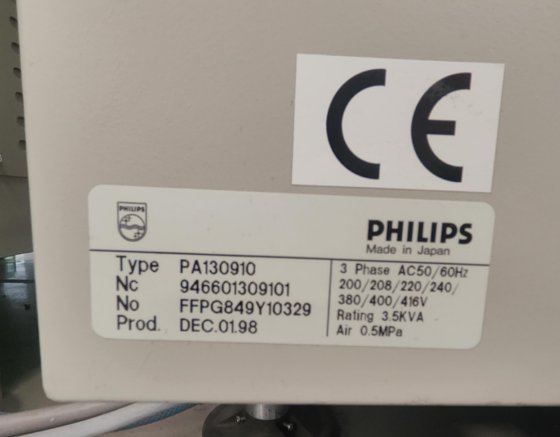 CE
PHILIPS
PHILIPS
Made in Japan
Type PA130910
Nc 946601309101
No FFPG849Y10329
Prod. DEC.01.98
3 Phase AC50/60Hz
200/208/220/240/
380/400/416V
Rating 3.5KVA
Air 0.5MPa